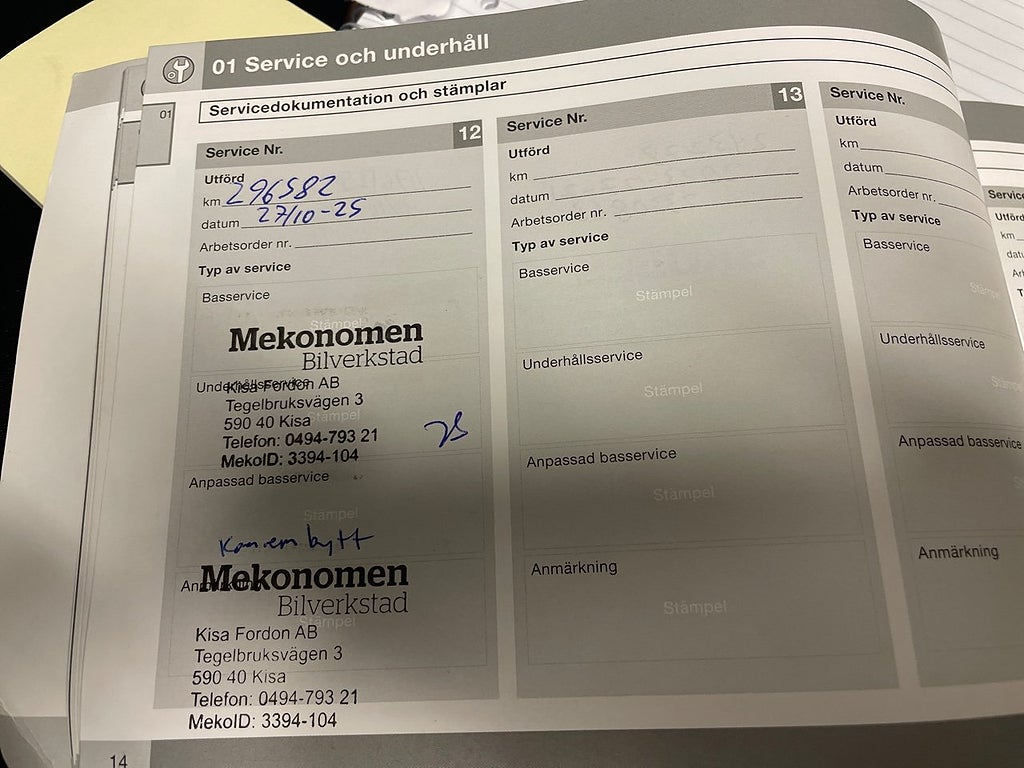 01 Service och underhåll
01
Servicedokumentation och stämplar
Service Nr. 12
Utförd
km 296582
datum 27/10-25
Arbetsorder nr.
Typ av service
Basservice
Stämpel
Mekonomen
Bilverkstad
Underhållsservice
Kisa Fordon AB
Tegelbruksvägen 3
Stämpel
590 40 Kisa
Telefon: 0494-793 21
MekoID: 3394-104
Anpassad basservice
Stämpel
Kamrem bytt
Anmärkning
Mekonomen
Bilverkstad
Stämpel
Kisa Fordon AB
Tegelbruksvägen 3
590 40 Kisa
Telefon: 0494-793 21
MekoID: 3394-104
Service Nr. 13
Utförd
km
datum
Arbetsorder nr.
Typ av service
Basservice
Stämpel
Underhållsservice
Stämpel
Anpassad basservice
Stämpel
Anmärkning
Stämpel
Service Nr.
Utförd
km
datum
Arbetsorder nr.
Typ av service
Basservice
Underhållsservice
Anpassad basservice
Anmärkning
Service
Utförd
km
14